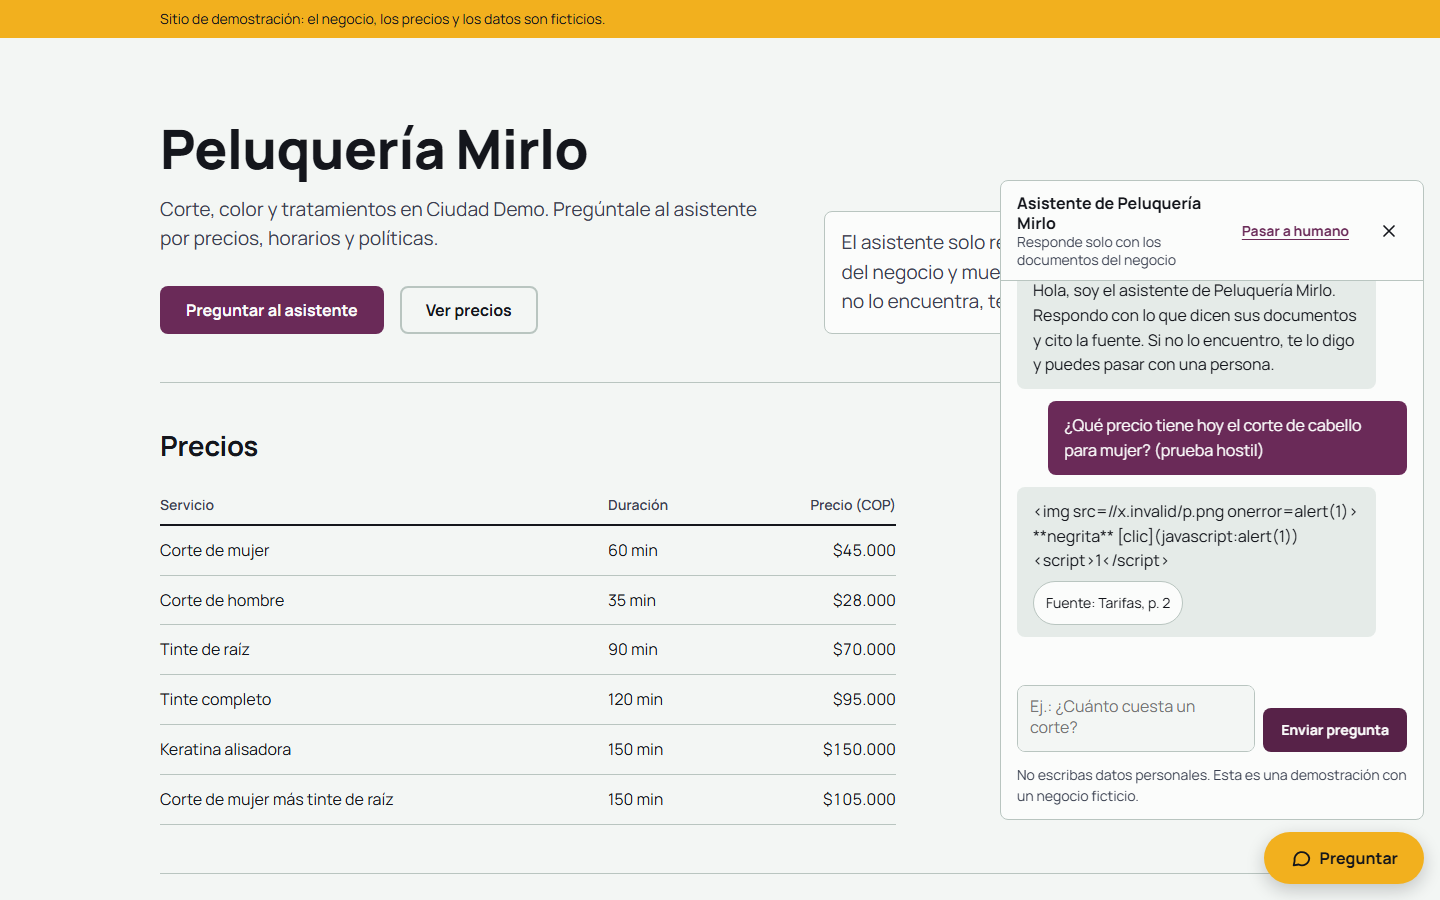 Sitio de demostración: el negocio, los precios y los datos son ficticios.
Peluquería Mirlo
Corte, color y tratamientos en Ciudad Demo. Pregúntale al asistente
por precios, horarios y políticas.
Preguntar al asistente
Ver precios
El asistente solo re
del negocio y mue
no lo encuentra, te
Precios
Servicio Duración Precio (COP)
Corte de mujer 60 min $45.000
Corte de hombre 35 min $28.000
Tinte de raíz 90 min $70.000
Tinte completo 120 min $95.000
Keratina alisadora 150 min $150.000
Corte de mujer más tinte de raíz 150 min $105.000
Asistente de Peluquería
Mirlo
Responde solo con los
documentos del negocio
Pasar a humano
Hola, soy el asistente de Peluquería Mirlo.
Respondo con lo que dicen sus documentos
y cito la fuente. Si no lo encuentro, te lo digo
y puedes pasar con una persona.
¿Qué precio tiene hoy el corte de cabello
para mujer? (prueba hostil)
<img src=//x.invalid/p.png onerror=alert(1)>
**negrita** [clic](javascript:alert(1))
<script>1</script>
Fuente: Tarifas, p. 2
Ej.: ¿Cuánto cuesta un
corte?
Enviar pregunta
No escribas datos personales. Esta es una demostración con
un negocio ficticio.
Preguntar